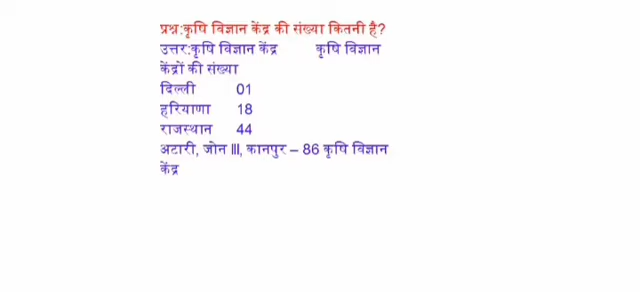 प्रश्न:कृषि विज्ञान केंद्र की संख्या कितनी है?
उत्तर:कृषि विज्ञान केंद्र कृषि विज्ञान
केंद्रों की संख्या
दिल्ली 01
हरियाणा 18
राजस्थान 44
अटारी, जोन III, कानपुर – 86 कृषि विज्ञान
केंद्र